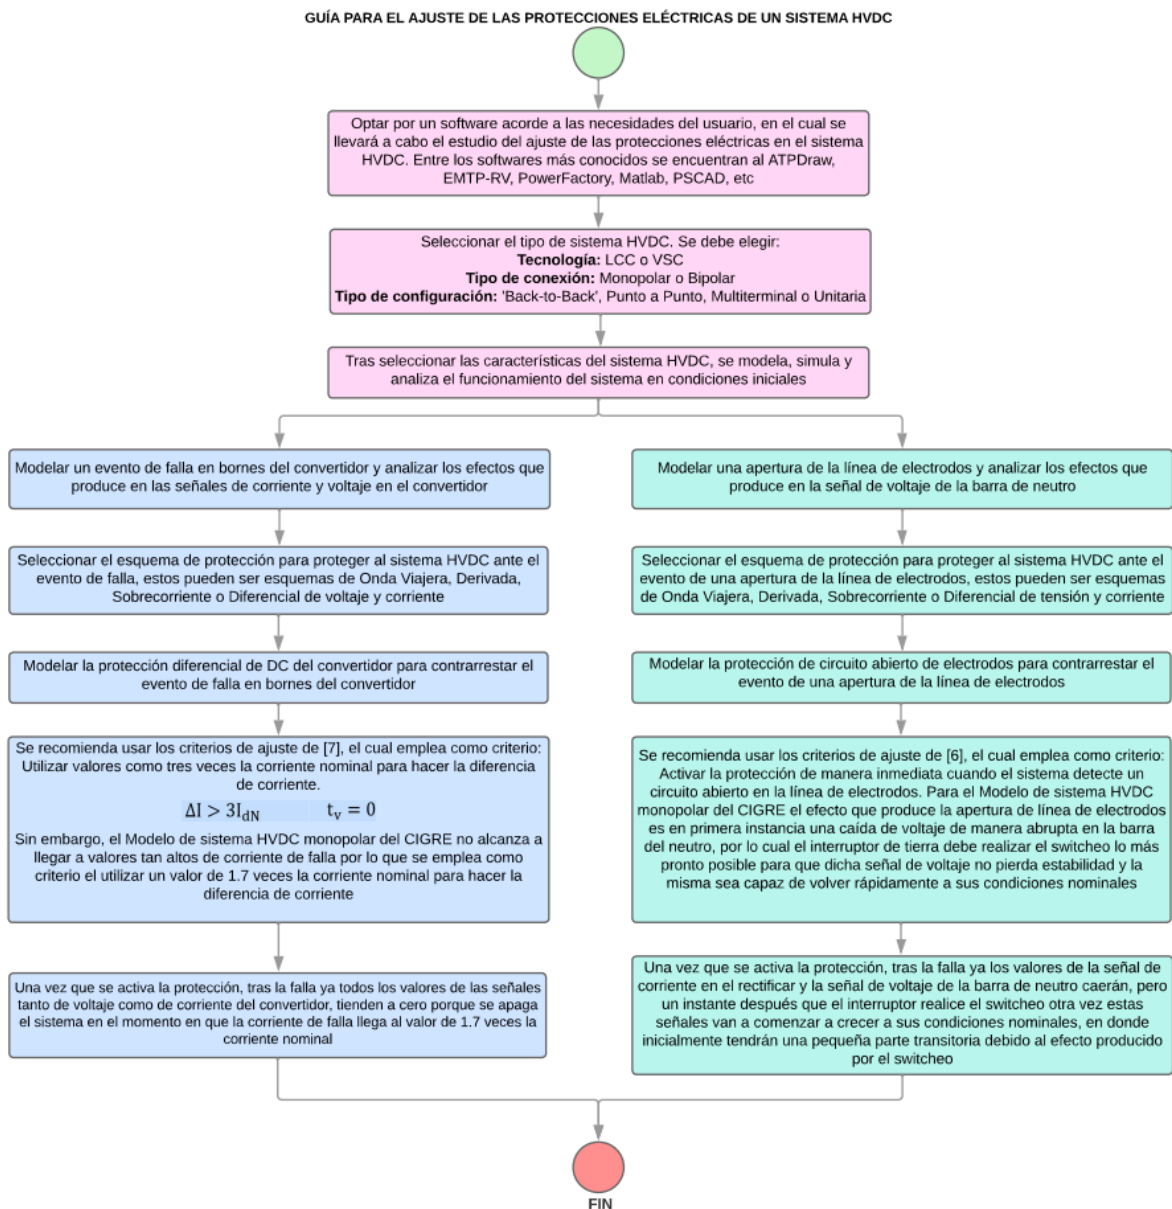 GUÍA PARA EL AJUSTE DE LAS PROTECCIONES ELÉCTRICAS DE UN SISTEMA HVDC
Optar por un software acorde a las necesidades del usuario, en el cual se
llevará a cabo el estudio del ajuste de las protecciones eléctricas en el sistema
HVDC. Entre los softwares más conocidos se encuentran al ATPDraw,
EMTP-RV, PowerFactory, Matlab, PSCAD, etc
Seleccionar el tipo de sistema HVDC. Se debe elegir:
Tecnología: LCC o VSC
Tipo de conexión: Monopolar o Bipolar
Tipo de configuración: 'Back-to-Back', Punto a Punto, Multiterminal o Unitaria
Tras seleccionar las características del sistema HVDC, se modela, simula y
analiza el funcionamiento del sistema en condiciones iniciales
Modelar un evento de falla en bornes del convertidor y analizar los efectos que
produce en las señales de corriente y voltaje en el convertidor
Seleccionar el esquema de protección para proteger al sistema HVDC ante el
evento de falla, estos pueden ser esquemas de Onda Viajera, Derivada,
Sobrecorriente o Diferencial de voltaje y corriente
Modelar la protección diferencial de DC del convertidor para contrarrestar el
evento de falla en bornes del convertidor
Se recomienda usar los criterios de ajuste de [7], el cual emplea como criterio:
Utilizar valores como tres veces la corriente nominal para hacer la diferencia
de corriente.
ΔI > 3I_dN t_v = 0
Sin embargo, el Modelo de sistema HVDC monopolar del CIGRE no alcanza a
llegar a valores tan altos de corriente de falla por lo que se emplea como
criterio el utilizar un valor de 1.7 veces la corriente nominal para hacer la
diferencia de corriente
Una vez que se activa la protección, tras la falla ya todos los valores de las señales
tanto de voltaje como de corriente del convertidor, tienden a cero porque se apaga
el sistema en el momento en que la corriente de falla llega al valor de 1.7 veces la
corriente nominal
Modelar una apertura de la línea de electrodos y analizar los efectos que
produce en la señal de voltaje de la barra de neutro
Seleccionar el esquema de protección para proteger al sistema HVDC ante el
evento de una apertura de la línea de electrodos, estos pueden ser esquemas
de Onda Viajera, Derivada, Sobrecorriente o Diferencial de tensión y corriente
Modelar la protección de circuito abierto de electrodos para contrarrestar el
evento de una apertura de la línea de electrodos
Se recomienda usar los criterios de ajuste de [6], el cual emplea como criterio:
Activar la protección de manera inmediata cuando el sistema detecte un
circuito abierto en la línea de electrodos. Para el Modelo de sistema HVDC
monopolar del CIGRE el efecto que produce la apertura de línea de electrodos
es en primera instancia una caída de voltaje de manera abrupta en la barra
del neutro, por lo cual el interruptor de tierra debe realizar el switcheo lo más
pronto posible para que dicha señal de voltaje no pierda estabilidad y la
misma sea capaz de volver rápidamente a sus condiciones nominales
Una vez que se activa la protección, tras la falla ya los valores de la señal de
corriente en el rectificar y la señal de voltaje de la barra de neutro caerán, pero
un instante después que el interruptor realice el switcheo otra vez estas
señales van a comenzar a crecer a sus condiciones nominales, en donde
inicialmente tendrán una pequeña parte transitoria debido al efecto producido
por el switcheo
FIN